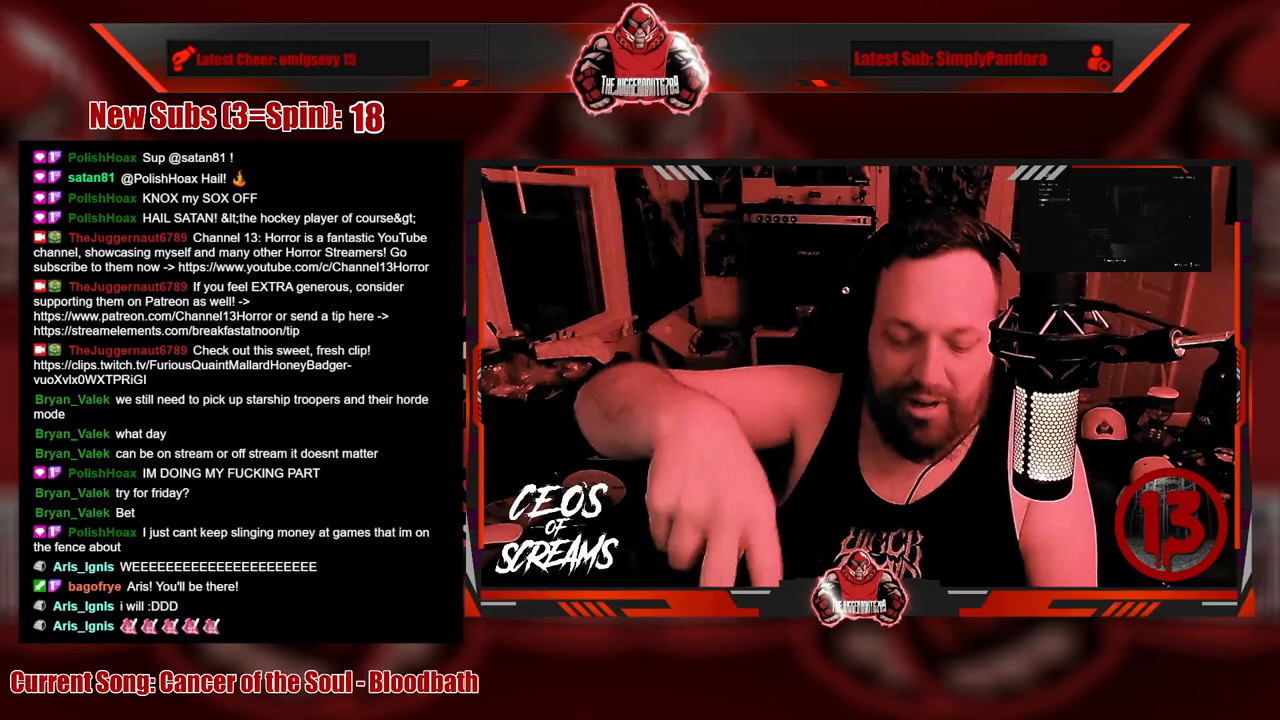 Latest Cheer: omfgsevy 15
THEJUGGERNAUT6789
Latest Sub: SimplyPandora
New Subs (3=Spin): 18
PolishHoax Sup @satan81 !
satan81 @PolishHoax Hail!
PolishHoax KNOX my SOX OFF
PolishHoax HAIL SATAN! &lt;the hockey player of course&gt;
TheJuggernaut6789 Channel 13: Horror is a fantastic YouTube
channel, showcasing myself and many other Horror Streamers! Go
subscribe to them now -> https://www.youtube.com/c/Channel13Horror
TheJuggernaut6789 If you feel EXTRA generous, consider
supporting them on Patreon as well! ->
https://www.patreon.com/Channel13Horror or send a tip here ->
https://streamelements.com/breakfastatnoon/tip
TheJuggernaut6789 Check out this sweet, fresh clip!
https://clips.twitch.tv/FuriousQuaintMallardHoneyBadger-
vuoXvlx0WXTPRiGI
Bryan_Valek we still need to pick up starship troopers and their horde
mode
Bryan_Valek what day
Bryan_Valek can be on stream or off stream it doesnt matter
PolishHoax IM DOING MY FUCKING PART
Bryan_Valek try for friday?
Bryan_Valek Bet
PolishHoax I just cant keep slinging money at games that im on
the fence about
Aris_Ignis WEEEEEEEEEEEEEEEEEEEEEE
bagofrye Aris! You'll be there!
Aris_Ignis i will :DDD
Aris_Ignis
CEO'S
OF
SCREAMS
13
THEJUGGERNAUT6789
Current Song: Cancer of the Soul - Bloodbath